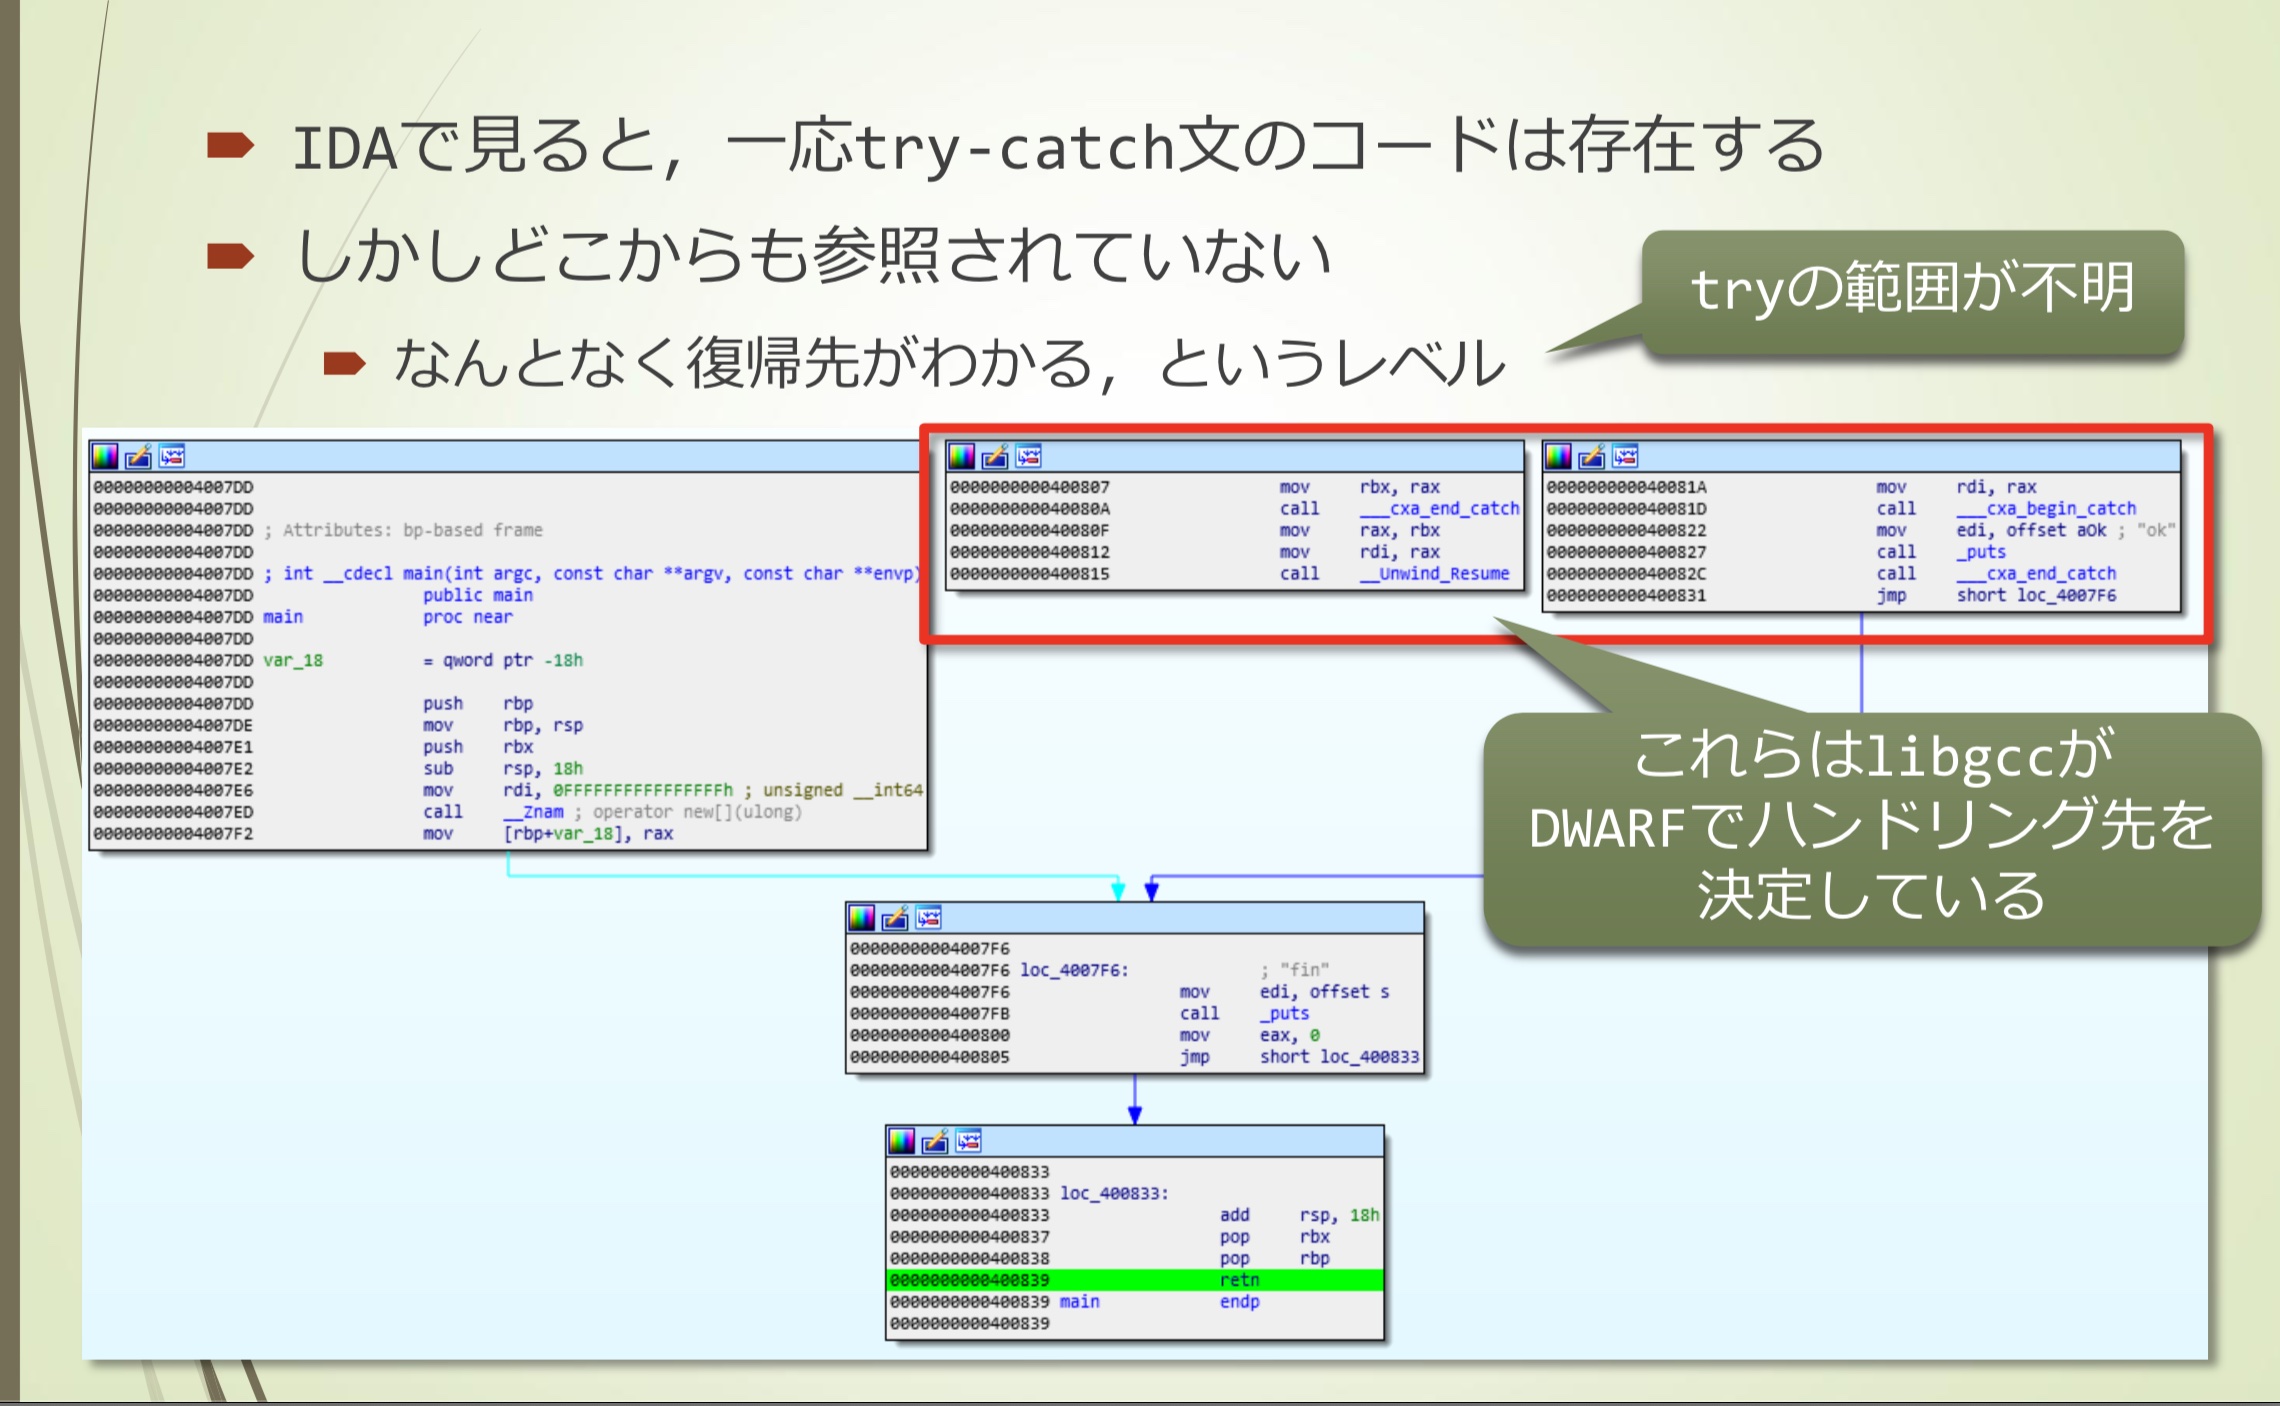 IDAで見ると，一応try-catch文のコードは存在する
しかしどこからも参照されていない
なんとなく復帰先がわかる，というレベル
tryの範囲が不明
00000000004007DD
00000000004007DD
00000000004007DD ; Attributes: bp-based frame
00000000004007DD
00000000004007DD ; int __cdecl main(int argc, const char **argv, const char **envp)
00000000004007DD public main
00000000004007DD main proc near
00000000004007DD
00000000004007DD var_18 = qword ptr -18h
00000000004007DD
00000000004007DD push rbp
00000000004007DE mov rbp, rsp
00000000004007E1 push rbx
00000000004007E2 sub rsp, 18h
00000000004007E6 mov rdi, 0FFFFFFFFFFFFFFFFh ; unsigned __int64
00000000004007ED call __Znam ; operator new[](ulong)
00000000004007F2 mov [rbp+var_18], rax
0000000000400807 mov rbx, rax
000000000040080A call ___cxa_end_catch
000000000040080F mov rax, rbx
0000000000400812 mov rdi, rax
0000000000400815 call __Unwind_Resume
000000000040081A mov rdi, rax
000000000040081D call ___cxa_begin_catch
0000000000400822 mov edi, offset aOk ; "ok"
0000000000400827 call _puts
000000000040082C call ___cxa_end_catch
0000000000400831 jmp short loc_4007F6
これらはlibgccが
DWARFでハンドリング先を
決定している
00000000004007F6
00000000004007F6 loc_4007F6: ; "fin"
00000000004007F6 mov edi, offset s
00000000004007FB call _puts
0000000000400800 mov eax, 0
0000000000400805 jmp short loc_400833
0000000000400833
0000000000400833 loc_400833:
0000000000400833 add rsp, 18h
0000000000400837 pop rbx
0000000000400838 pop rbp
0000000000400839 retn
0000000000400839 main endp
0000000000400839